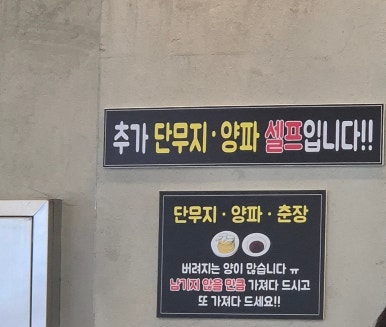 추가 단무지·양파 셀프입니다!!
단무지·양파·춘장
버려지는 양이 많습니다 ㅠ
남기지 않을 만큼 가져다 드시고
또 가져다 드세요!!